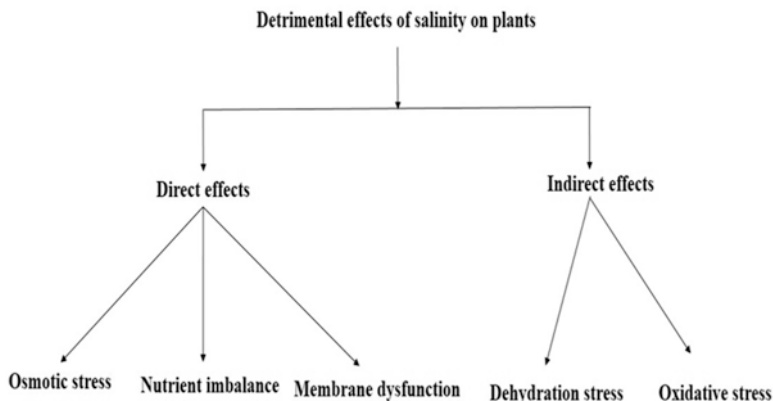 Detrimental effects of salinity on plants
Direct effects
Indirect effects
Osmotic stress
Nutrient imbalance
Membrane dysfunction
Dehydration stress
Oxidative stress